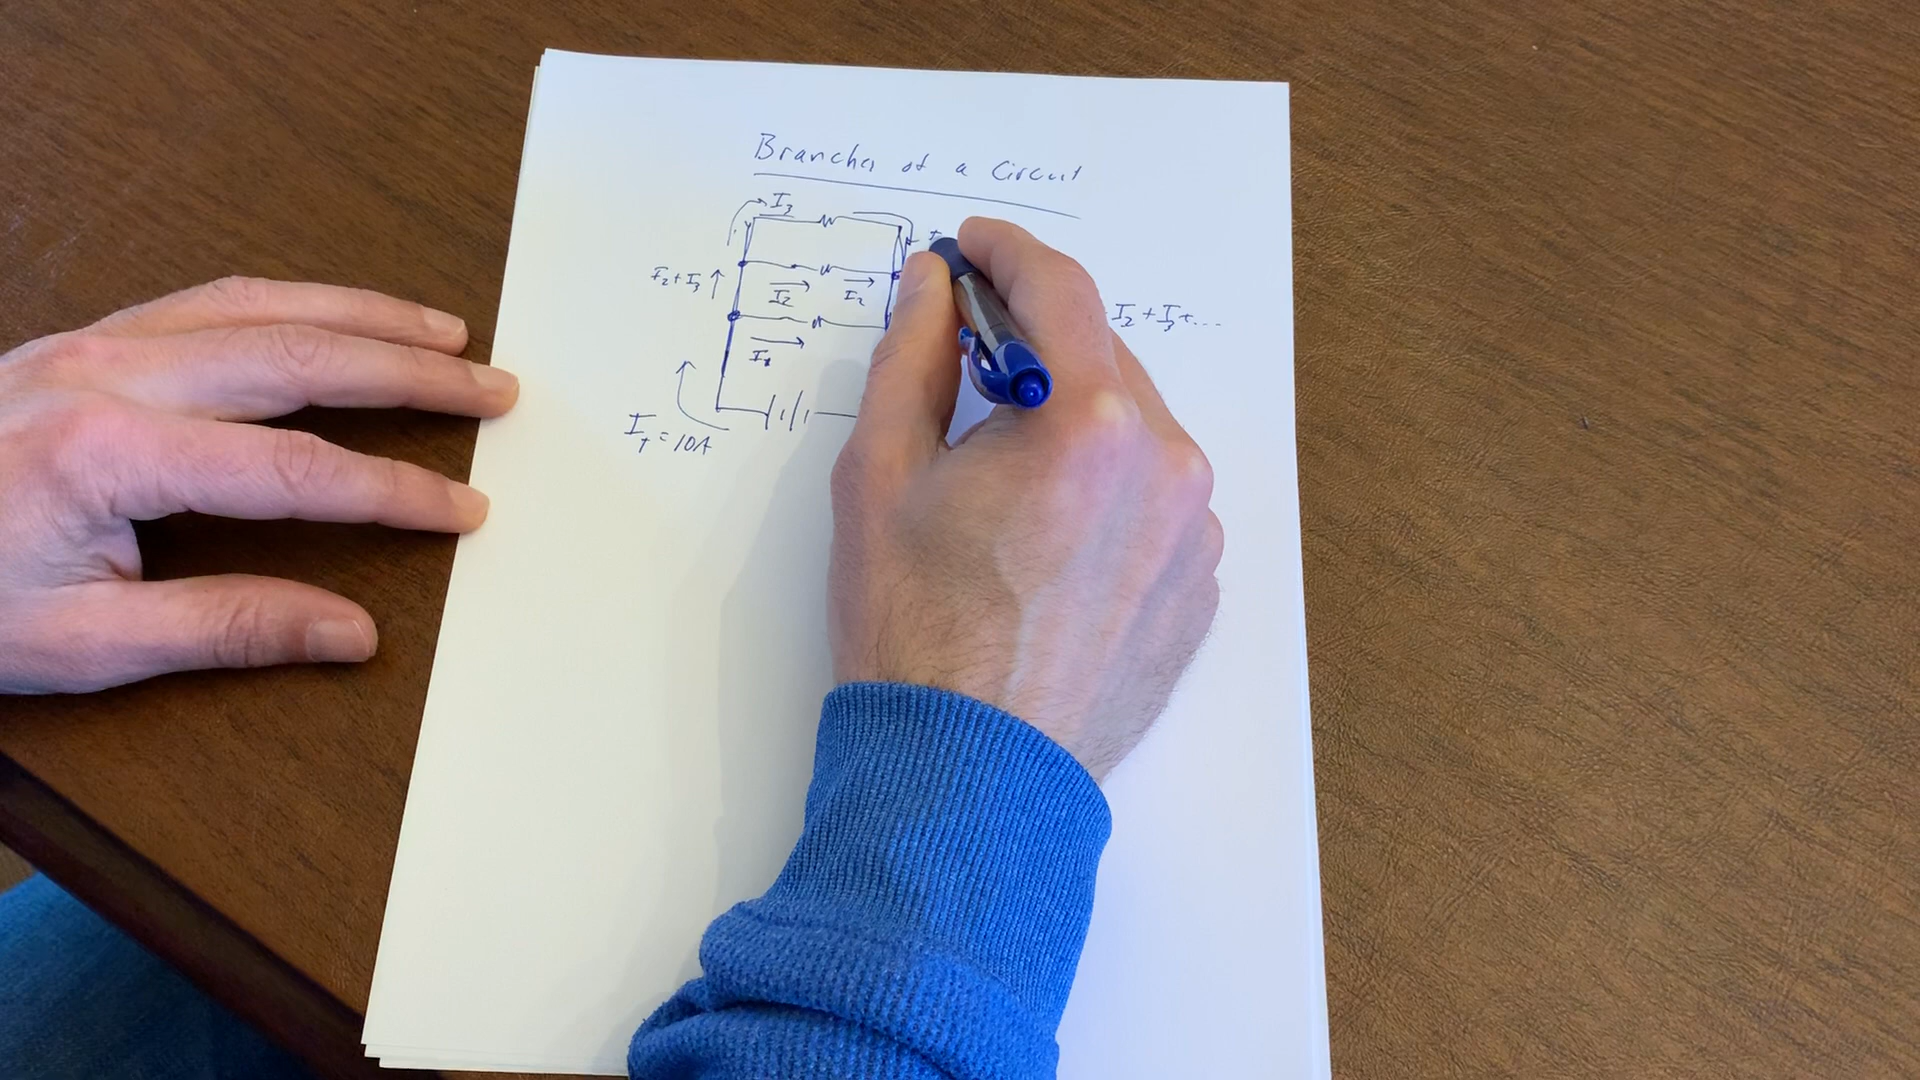 Branches of a Circuit
I3
I2+I3
I2
I2
I2 + I3 + ...
I1
IT = 10A